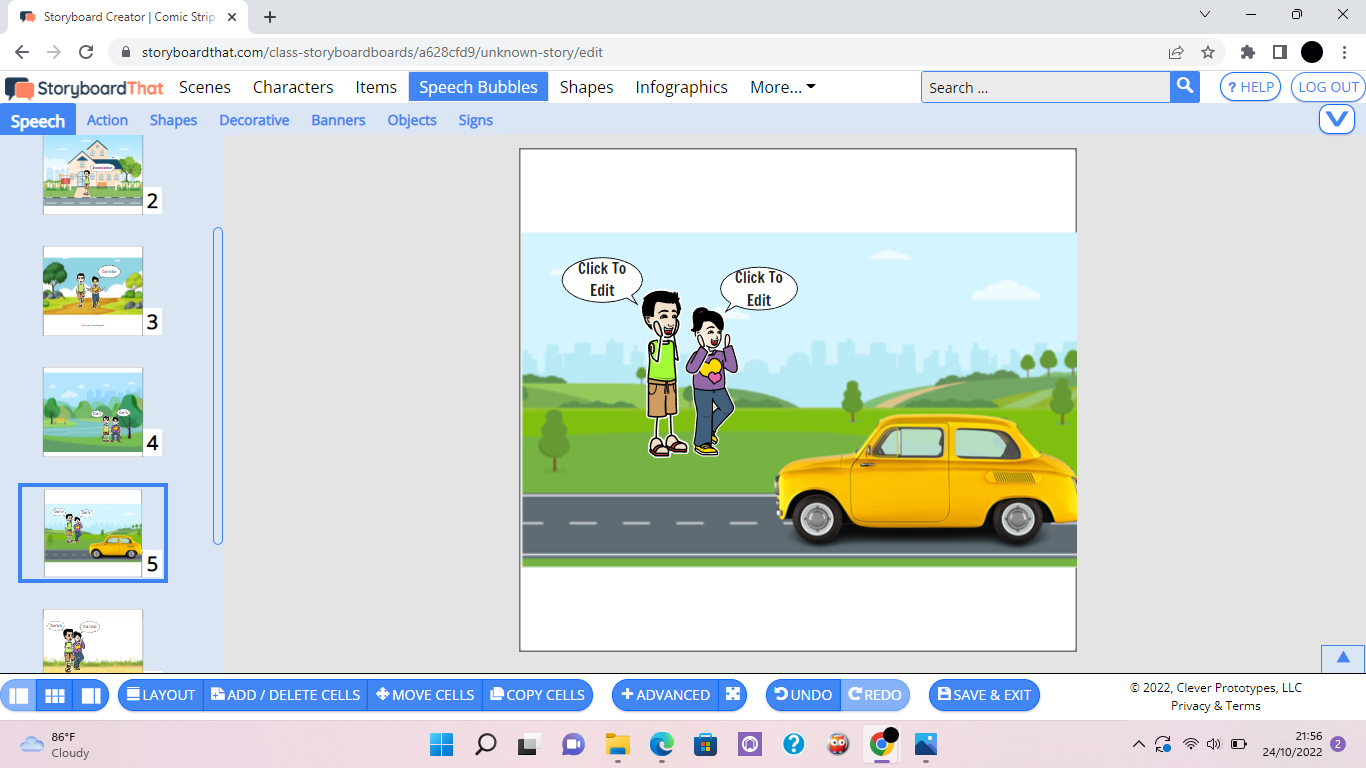 Storyboard Creator | Comic Strip
storyboardthat.com/class-storyboardboards/a628cfd9/unknown-story/edit
StoryboardThat Scenes Characters Items Speech Bubbles Shapes Infographics More... Search ... ? HELP LOG OUT
Speech Action Shapes Decorative Banners Objects Signs
2
3
4
5
Click To
Edit
Click To
Edit
LAYOUT ADD / DELETE CELLS MOVE CELLS COPY CELLS ADVANCED UNDO REDO SAVE & EXIT
© 2022, Clever Prototypes, LLC
Privacy & Terms
86°F
Cloudy
21:56
24/10/2022
2